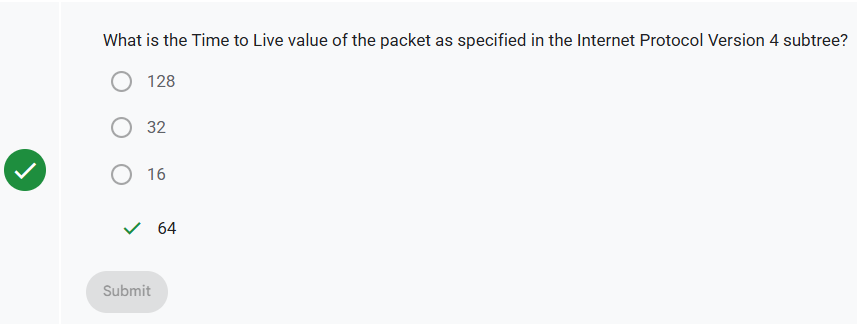 What is the Time to Live value of the packet as specified in the Internet Protocol Version 4 subtree?
128
32
16
64
Submit